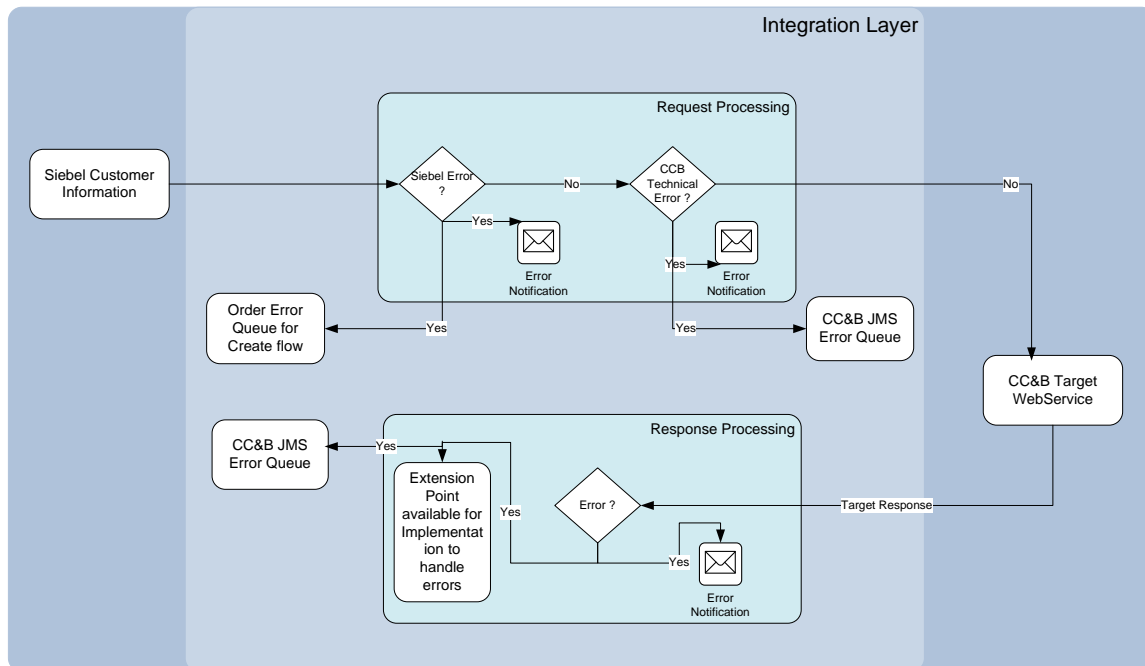 Integration Layer
Request Processing
Siebel Customer
Information
Siebel Error
?
No
CCB
Technical
Error ?
No
Yes
Error
Notification
Yes
Error
Notification
Order Error
Queue for
Create flow
Yes
Yes
CC&B JMS
Error Queue
CC&B Target
WebService
Response Processing
CC&B JMS
Error Queue
Yes
Extension
Point
available for
Implementat
ion to
handle
errors
Yes
Error ?
Target Response
Yes
Error
Notification